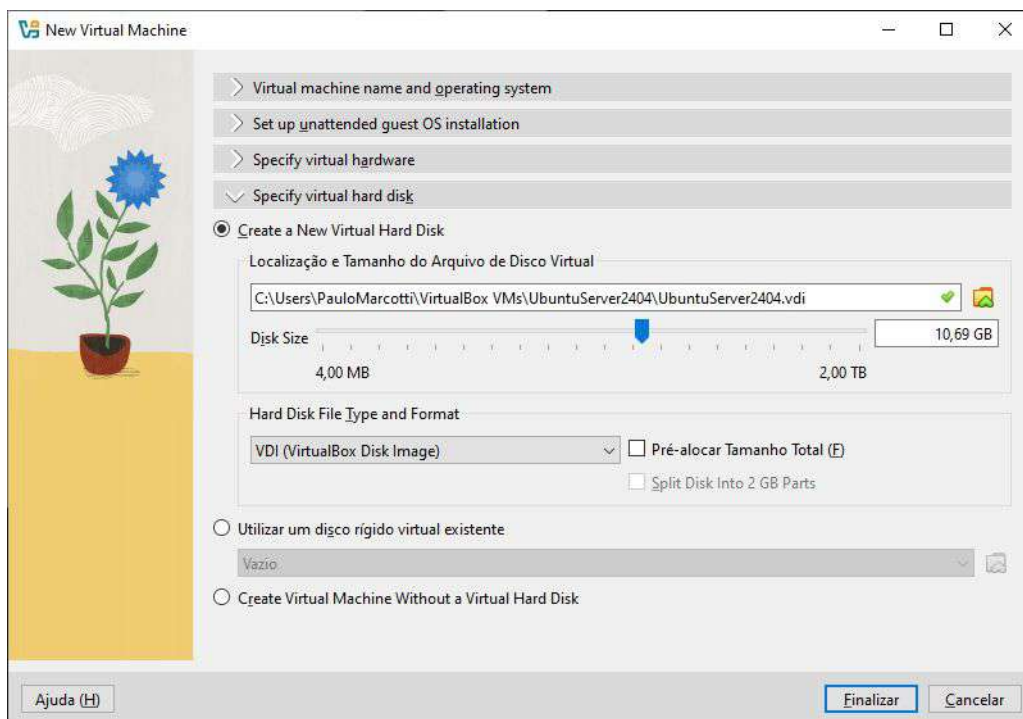 New Virtual Machine
Virtual machine name and operating system
Set up unattended guest OS installation
Specify virtual hardware
Specify virtual hard disk
Create a New Virtual Hard Disk
Localização e Tamanho do Arquivo de Disco Virtual
C:\Users\PauloMarcotti\VirtualBox VMs\UbuntuServer2404\UbuntuServer2404.vdi
Disk Size 10,69 GB
4,00 MB 2,00 TB
Hard Disk File Type and Format
VDI (VirtualBox Disk Image) Pré-alocar Tamanho Total (F)
Split Disk Into 2 GB Parts
Utilizar um disco rígido virtual existente
Vazio
Create Virtual Machine Without a Virtual Hard Disk
Ajuda (H) Finalizar Cancelar